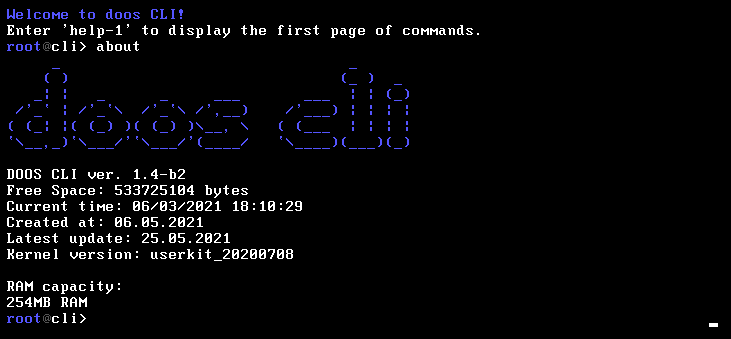 Welcome to doos CLI!
Enter 'help-1' to display the first page of commands.
root@cli> about
doos cli
DOOS CLI ver. 1.4-b2
Free Space: 533725104 bytes
Current time: 06/03/2021 18:10:29
Created at: 06.05.2021
Latest update: 25.05.2021
Kernel version: userkit_20200708
RAM capacity:
254MB RAM
root@cli>